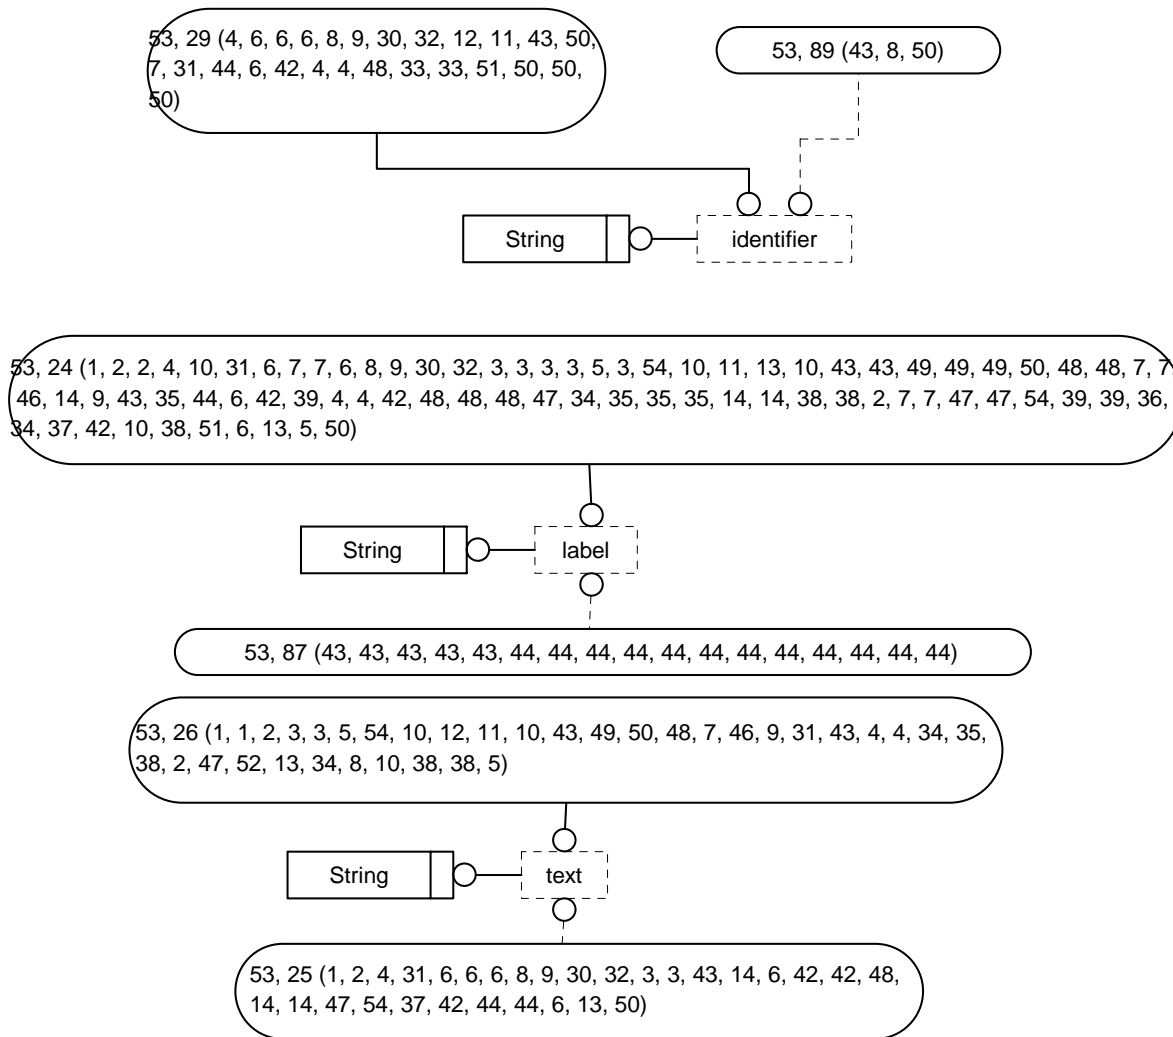 53, 29 (4, 6, 6, 6, 8, 9, 30, 32, 12, 11, 43, 50,
7, 31, 44, 6, 42, 4, 4, 48, 33, 33, 51, 50, 50,
50)
53, 89 (43, 8, 50)
String
identifier
53, 24 (1, 2, 2, 4, 10, 31, 6, 7, 7, 6, 8, 9, 30, 32, 3, 3, 3, 3, 5, 3, 54, 10, 11, 13, 10, 43, 43, 49, 49, 49, 50, 48, 48, 7, 7
46, 14, 9, 43, 35, 44, 6, 42, 39, 4, 4, 42, 48, 48, 48, 47, 34, 35, 35, 35, 14, 14, 38, 38, 2, 7, 7, 47, 47, 54, 39, 39, 36,
34, 37, 42, 10, 38, 51, 6, 13, 5, 50)
String
label
53, 87 (43, 43, 43, 43, 43, 44, 44, 44, 44, 44, 44, 44, 44, 44, 44, 44, 44)
53, 26 (1, 1, 2, 3, 3, 5, 54, 10, 12, 11, 10, 43, 49, 50, 48, 7, 46, 9, 31, 43, 4, 4, 34, 35,
38, 2, 47, 52, 13, 34, 8, 10, 38, 38, 5)
String
text
53, 25 (1, 2, 4, 31, 6, 6, 6, 8, 9, 30, 32, 3, 3, 43, 14, 6, 42, 42, 48,
14, 14, 47, 54, 37, 42, 44, 44, 6, 13, 50)